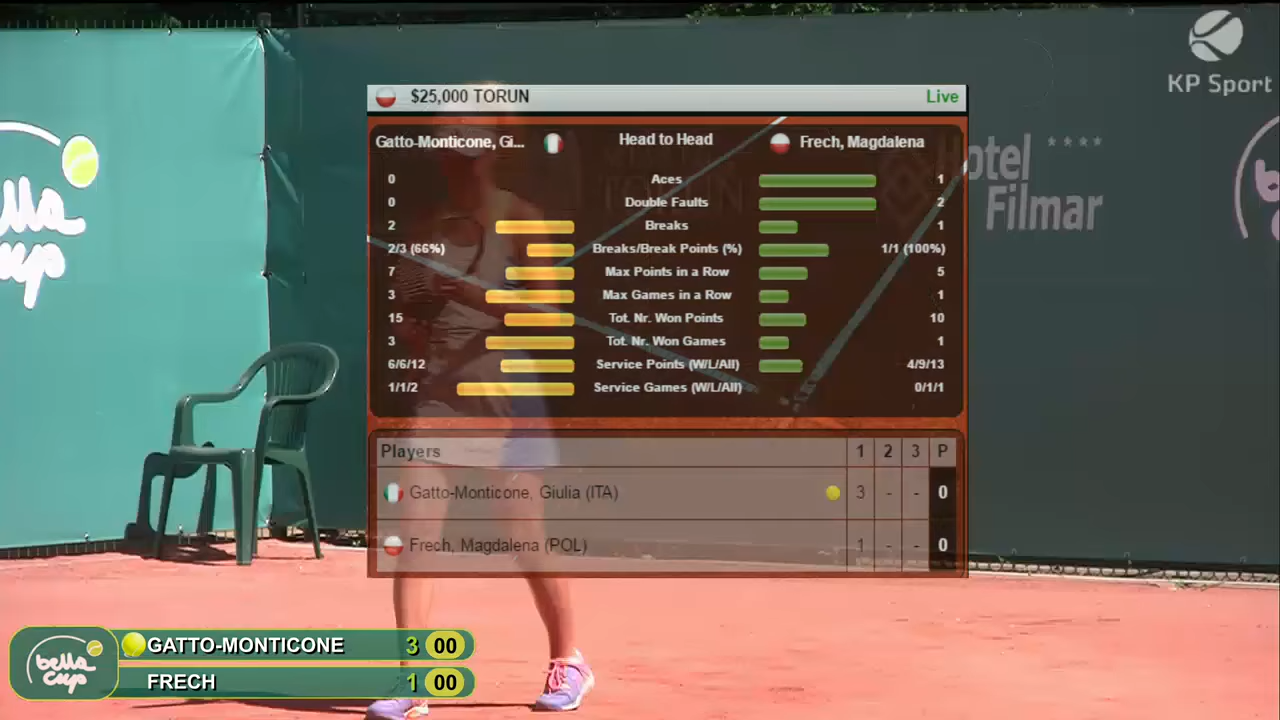 KP Sport
$25,000 TORUN Live
Gatto-Monticone, Gi... Head to Head Frech, Magdalena
0 Aces 1
0 Double Faults 2
2 Breaks 1
2/3 (66%) Breaks/Break Points (%) 1/1 (100%)
7 Max Points in a Row 5
3 Max Games in a Row 1
15 Tot. Nr. Won Points 10
3 Tot. Nr. Won Games 1
6/6/12 Service Points (W/L/All) 4/9/13
1/1/2 Service Games (W/L/All) 0/1/1
Players 1 2 3 P
Gatto-Monticone, Giulia (ITA) 3 - - 0
Frech, Magdalena (POL) 1 - - 0
Hotel ****
Filmar
lla
cup
be
bella
cup
GATTO-MONTICONE 3 00
FRECH 1 00